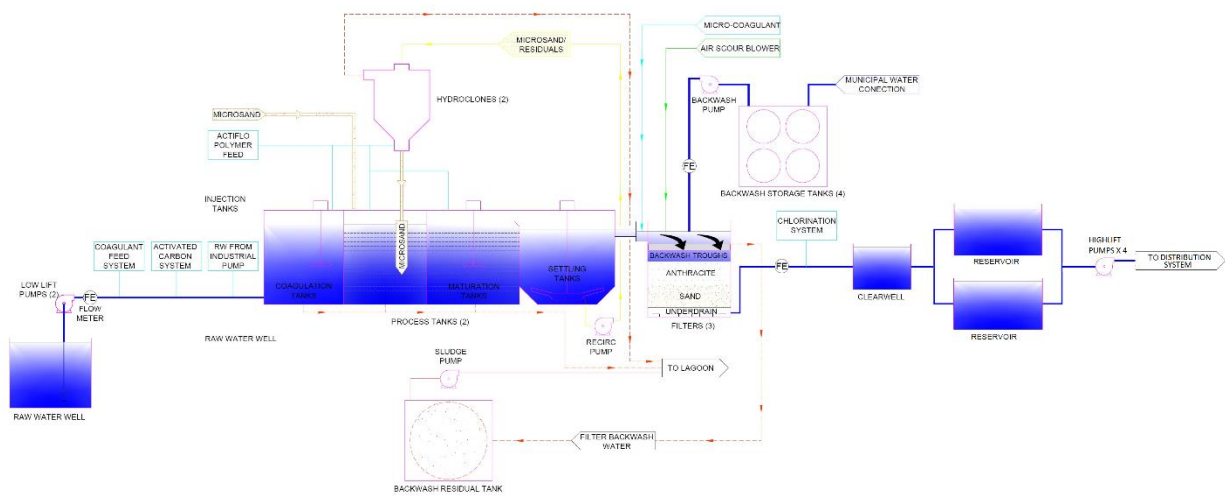 MICRO-COAGULANT
MICROSAND/
RESIDUALS
AIR SCOUR BLOWER
HYDROCLONES (2)
BACKWASH
PUMP
MUNICIPAL WATER
CONECTION
MICROSAND
ACTIFLO
POLYMER
FEED
FE
BACKWASH STORAGE TANKS (4)
INJECTION
TANKS
CHLORINATION
SYSTEM
COAGULANT
FEED
SYSTEM
ACTIVATED
CARBON
SYSTEM
RW FROM
INDUSTRIAL
PUMP
MICROSAND
SETTLING
TANKS
BACKWASH TROUGHS
ANTHRACITE
SAND
UNDERDRAIN
FILTERS (3)
FE
CLEARWELL
RESERVOIR
HIGHLIFT
PUMPS X 4
TO DISTRIBUTION
SYSTEM
LOW LIFT
PUMPS (2)
FE
FLOW
METER
COAGULATION
TANKS
MATURATION
TANKS
PROCESS TANKS (2)
RECIRC
PUMP
RAW WATER WELL
RESERVOIR
SLUDGE
PUMP
TO LAGOON
RAW WATER WELL
FILTER BACKWASH
WATER
BACKWASH RESIDUAL TANK